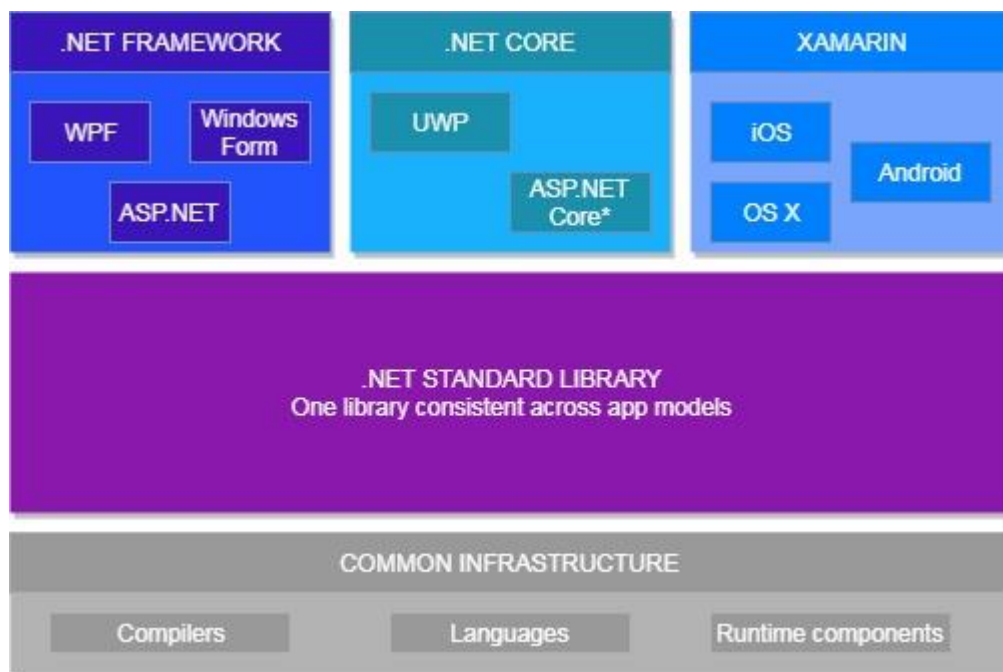 .NET FRAMEWORK
WPF
Windows
Form
ASP.NET
.NET CORE
UWP
ASP.NET
Core*
XAMARIN
iOS
Android
OS X
.NET STANDARD LIBRARY
One library consistent across app models
COMMON INFRASTRUCTURE
Compilers
Languages
Runtime components